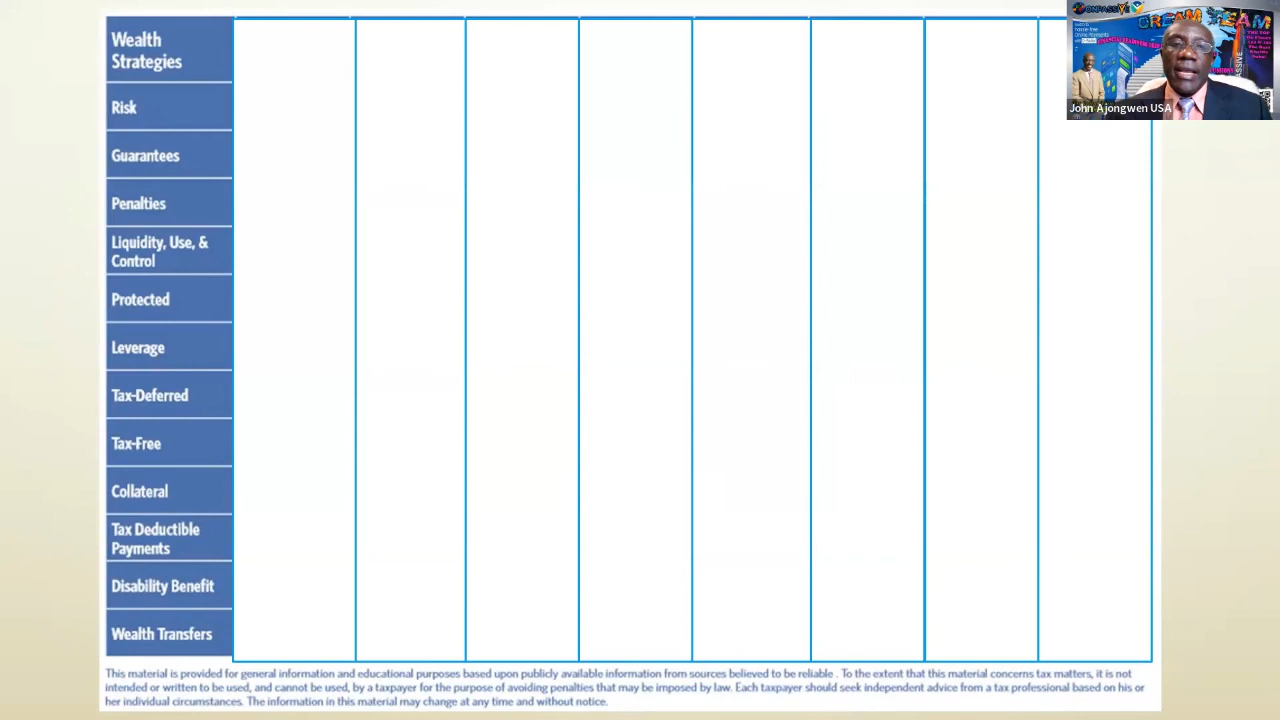 Wealth
Strategies
Risk
Guarantees
Penalties
Liquidity, Use, &
Control
Protected
Leverage
Tax-Deferred
Tax-Free
Collateral
Tax Deductible
Payments
Disability Benefit
Wealth Transfers
This material is provided for general information and educational purposes based upon publicly available information from sources believed to be reliable . To the extent that this material concerns tax matters, it is not
intended or written to be used, and cannot be used, by a taxpayer for the purpose of avoiding penalties that may be imposed by law. Each taxpayer should seek independent advice from a tax professional based on his or
her individual circumstances. The information in this material may change at any time and without notice.
ONPASSIVE
DREAM TEAM
John Ajongwen USA